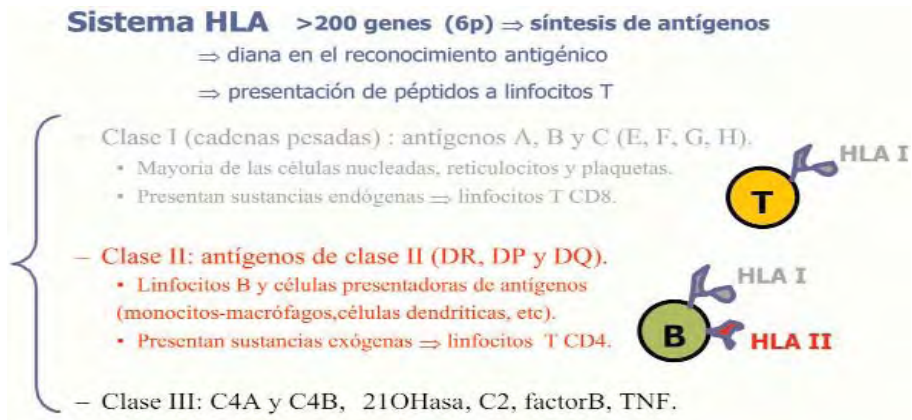 Sistema HLA >200 genes (6p) ⇒ síntesis de antígenos
⇒ diana en el reconocimiento antigénico
⇒ presentación de péptidos a linfocitos T
– Clase I (cadenas pesadas) : antígenos A, B y C (E, F, G, H).
• Mayoria de las células nucleadas, reticulocitos y plaquetas.
• Presentan sustancias endógenas ⇒ linfocitos T CD8.
HLA I
T
– Clase II: antígenos de clase II (DR, DP y DQ).
• Linfocitos B y células presentadoras de antígenos
(monocitos-macrófagos,células dendríticas, etc).
• Presentan sustancias exógenas ⇒ linfocitos T CD4.
HLA I
B
HLA II
– Clase III: C4A y C4B, 21OHasa, C2, factorB, TNF.